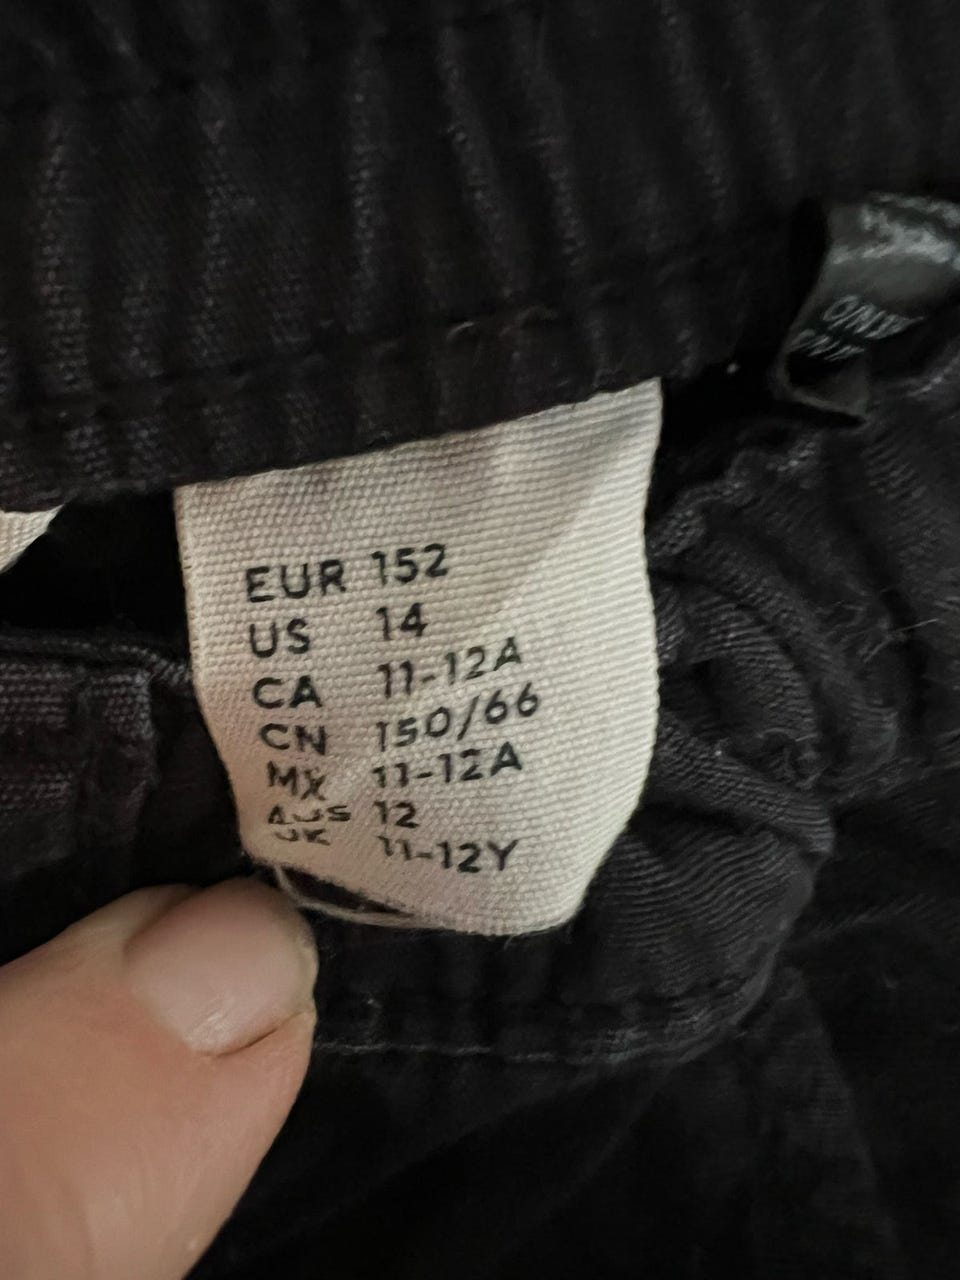 EUR 152
US 14
CA 11-12A
CN 150/66
MX 11-12A
AUS 12
UK 11-12Y